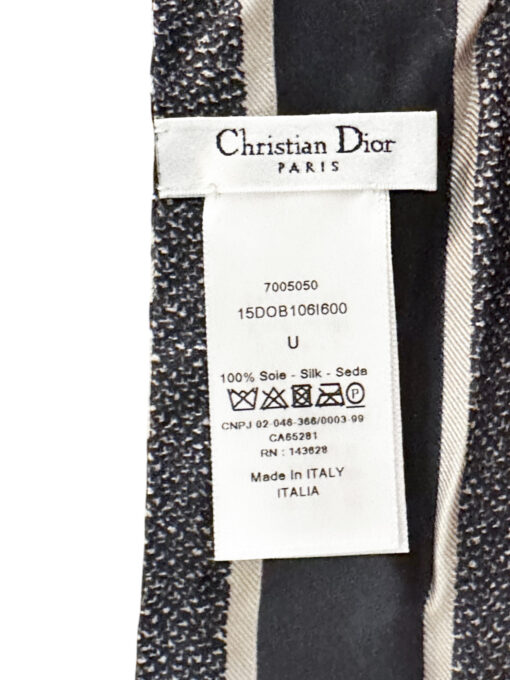 Christian Dior
PARIS
7005050
15DOB106I600
U
100% Soie - Silk - Seda
P
CNPJ 02-046-366/0003-99
CA65281
RN : 143628
Made In ITALY
ITALIA